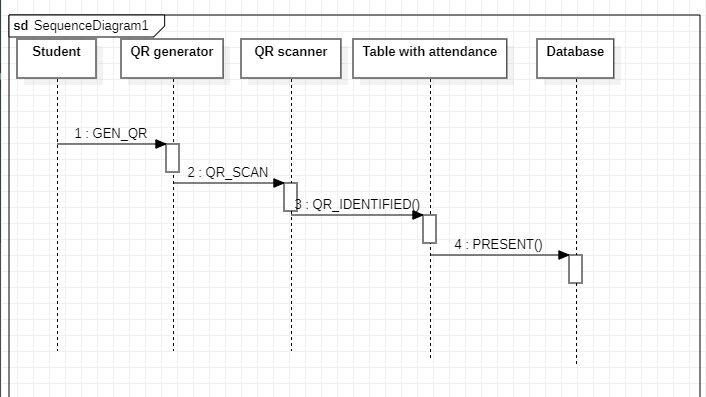 sd SequenceDiagram1
Student
QR generator
QR scanner
Table with attendance
Database
1 : GEN_QR
2 : QR_SCAN
3 : QR_IDENTIFIED()
4 : PRESENT()